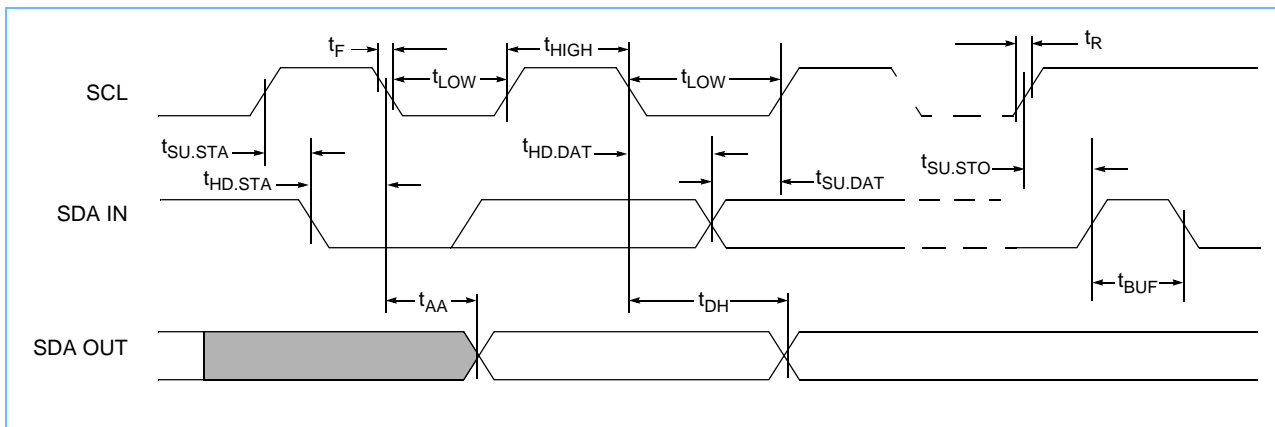 tF
tHIGH
tR
tLOW
tLOW
SCL
tSU.STA
tHD.DAT
tSU.STO
tHD.STA
tSU.DAT
SDA IN
tBUF
tAA
tDH
SDA OUT